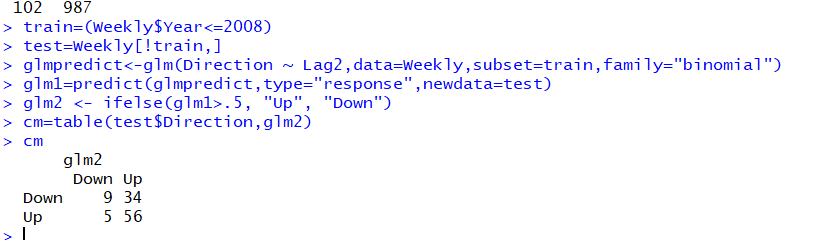 102 987
> train=(Weekly$Year<=2008)
> test=Weekly[!train,]
> glmpredict<-glm(Direction ~ Lag2,data=Weekly,subset=train,family="binomial")
> glm1=predict(glmpredict,type="response",newdata=test)
> glm2 <- ifelse(glm1>.5, "Up", "Down")
> cm=table(test$Direction,glm2)
> cm
glm2
Down Up
Down 9 34
Up 5 56
>